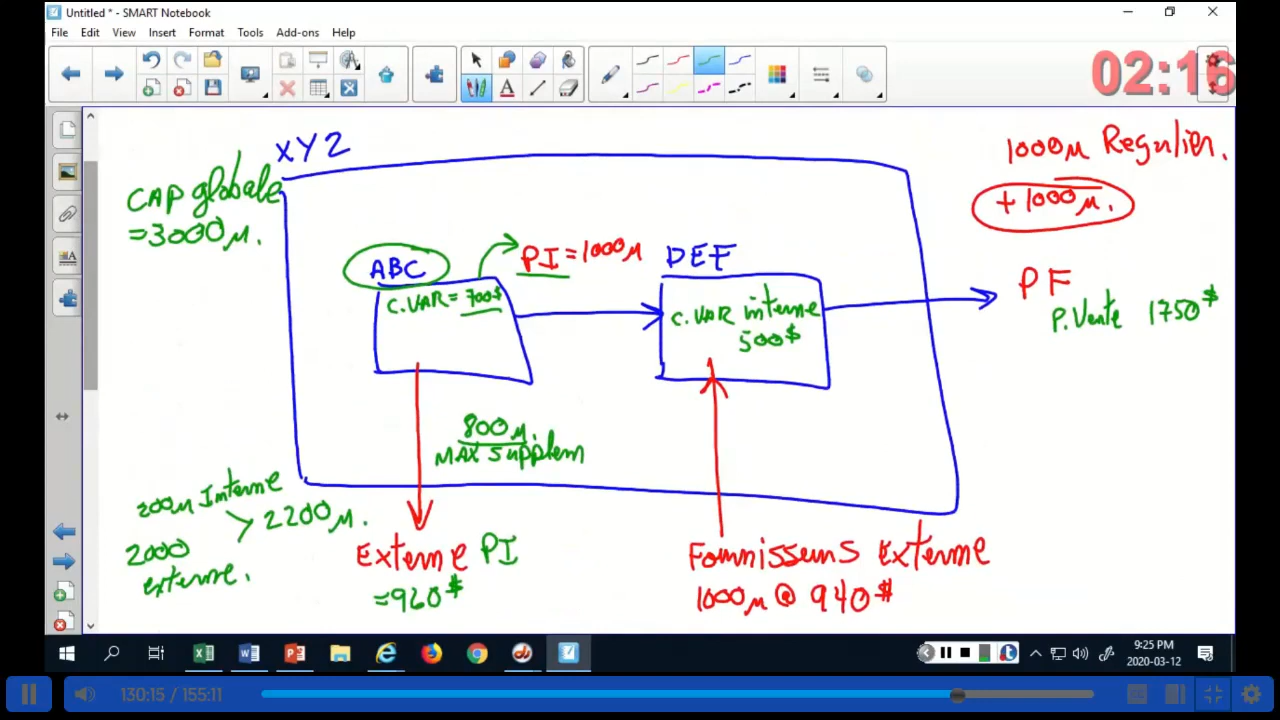 Untitled * - SMART Notebook
File Edit View Insert Format Tools Add-ons Help
02:16
XYZ
1000u Regulier.
+ 1000u.
CAP globale
=3000u.
ABC
PI = 1000u
DEF
C.VAR = 700$
C.VAR interne
500$
PF
P.Vente 1750$
800u.
MAX supplem
200u Interne
> 2200u.
2000
externe.
Externe PI
=960$
Fournisseurs Externe
1000u @ 940$
9:25 PM
2020-03-12
130:15 / 155:11
CC